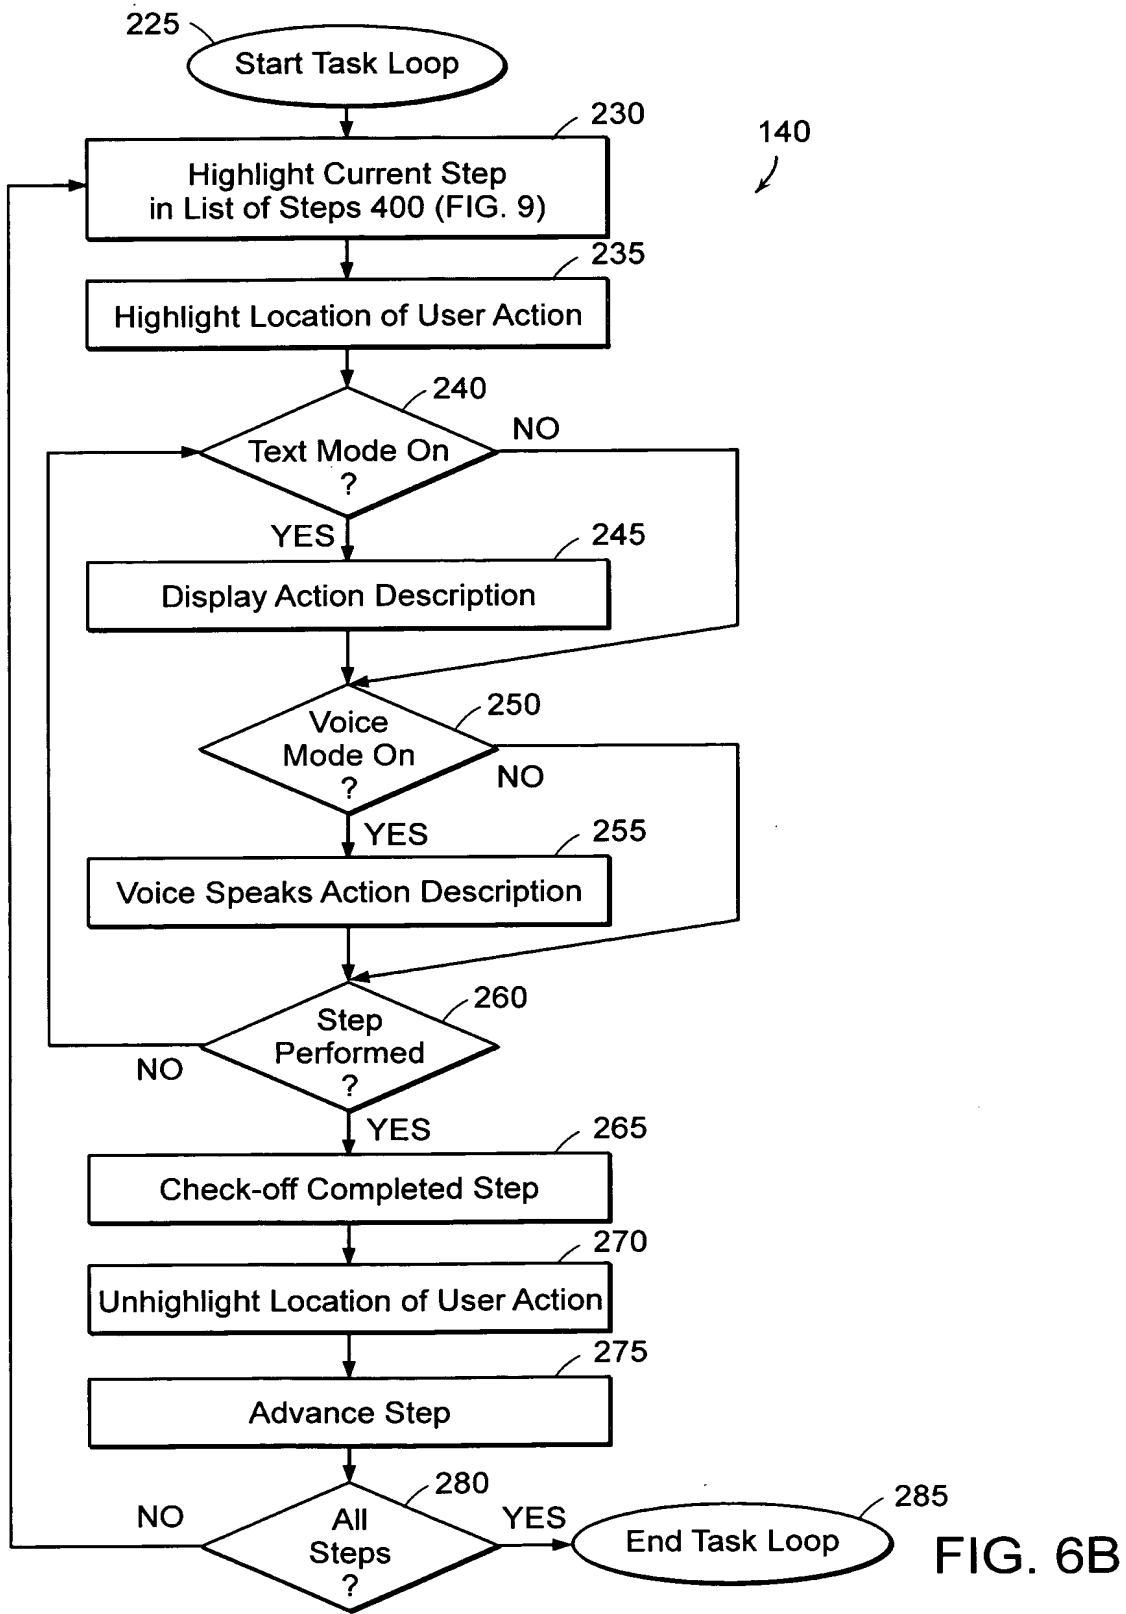 225
Start Task Loop
230
140
Highlight Current Step
in List of Steps 400 (FIG. 9)
235
Highlight Location of User Action
240
NO
Text Mode On
?
YES
245
Display Action Description
250
Voice
Mode On
?
NO
YES
255
Voice Speaks Action Description
260
Step
Performed
?
NO
YES
265
Check-off Completed Step
270
Unhighlight Location of User Action
275
Advance Step
280
NO
All
Steps
?
YES
285
End Task Loop
FIG. 6B